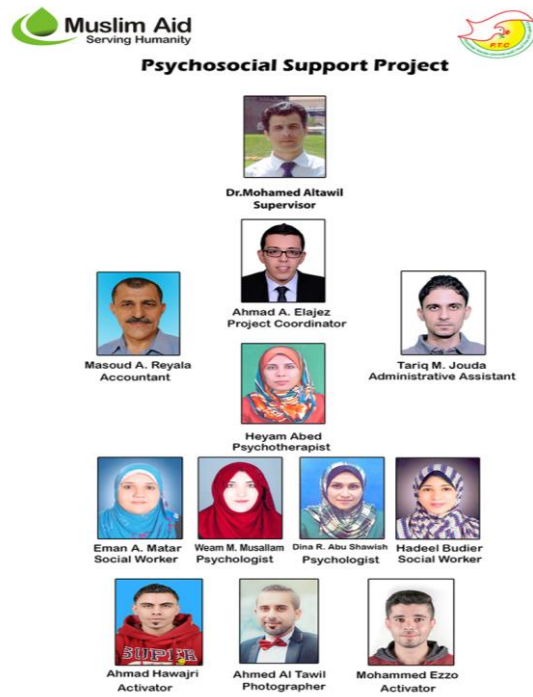 Muslim Aid
Serving Humanity
P.T.C
Psychosocial Support Project
Dr.Mohamed Altawil
Supervisor
Ahmad A. Elajez
Project Coordinator
Masoud A. Reyala
Accountant
Tariq M. Jouda
Administrative Assistant
Heyam Abed
Psychotherapist
Eman A. Matar
Social Worker
Weam M. Musallam
Psychologist
Dina R. Abu Shawish
Psychologist
Hadeel Budier
Social Worker
SUPER
Ahmad Hawajri
Activator
Ahmed Al Tawil
Photographer
Mohammed Ezzo
Activator